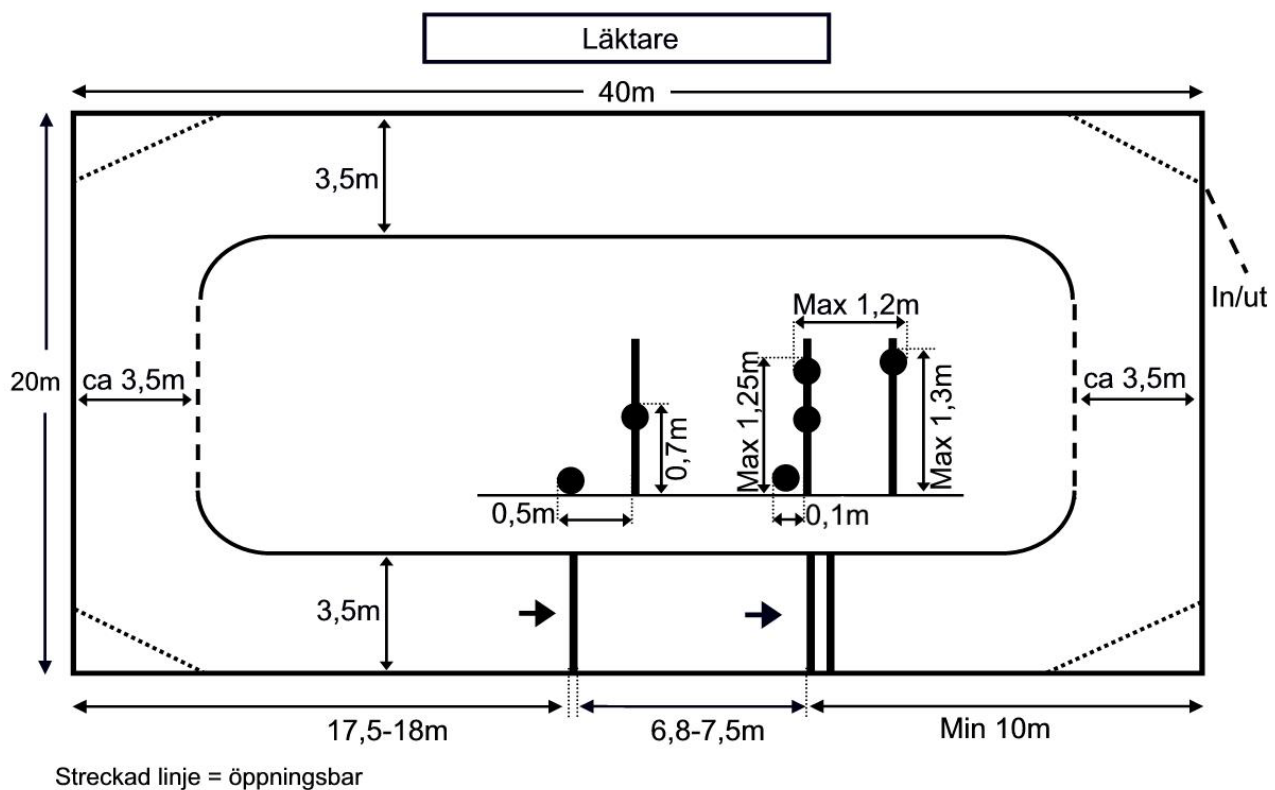 Läktare
40m
3,5m
In/ut
Max 1,2m
20m
ca 3,5m
ca 3,5m
Max 1,25m
0,7m
Max 1,3m
0,5m
0,1m
3,5m
17,5-18m
6,8-7,5m
Min 10m
Streckad linje = öppningsbar